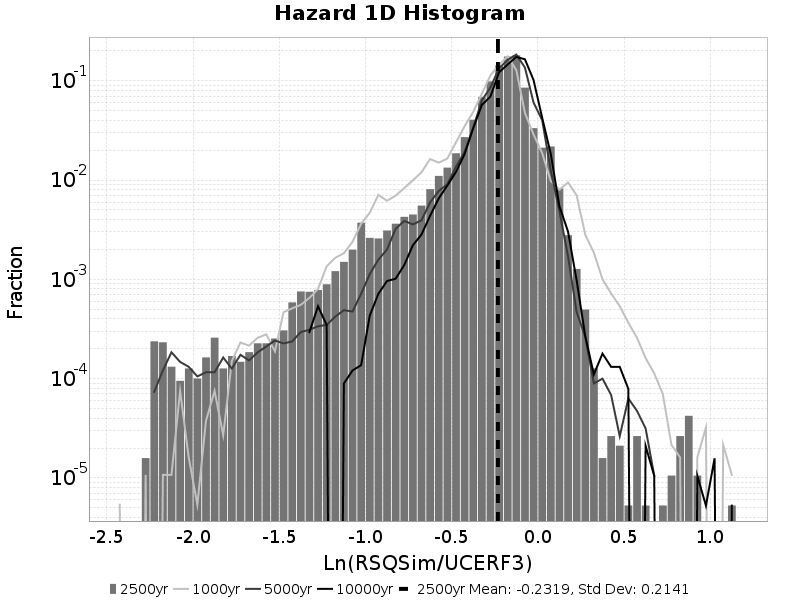 Hazard 1D Histogram
Fraction
10-1
10-2
10-3
10-4
10-5
-2.5 -2.0 -1.5 -1.0 -0.5 0.0 0.5 1.0
Ln(RSQSim/UCERF3)
2500yr 1000yr 5000yr 10000yr 2500yr Mean: -0.2319, Std Dev: 0.2141